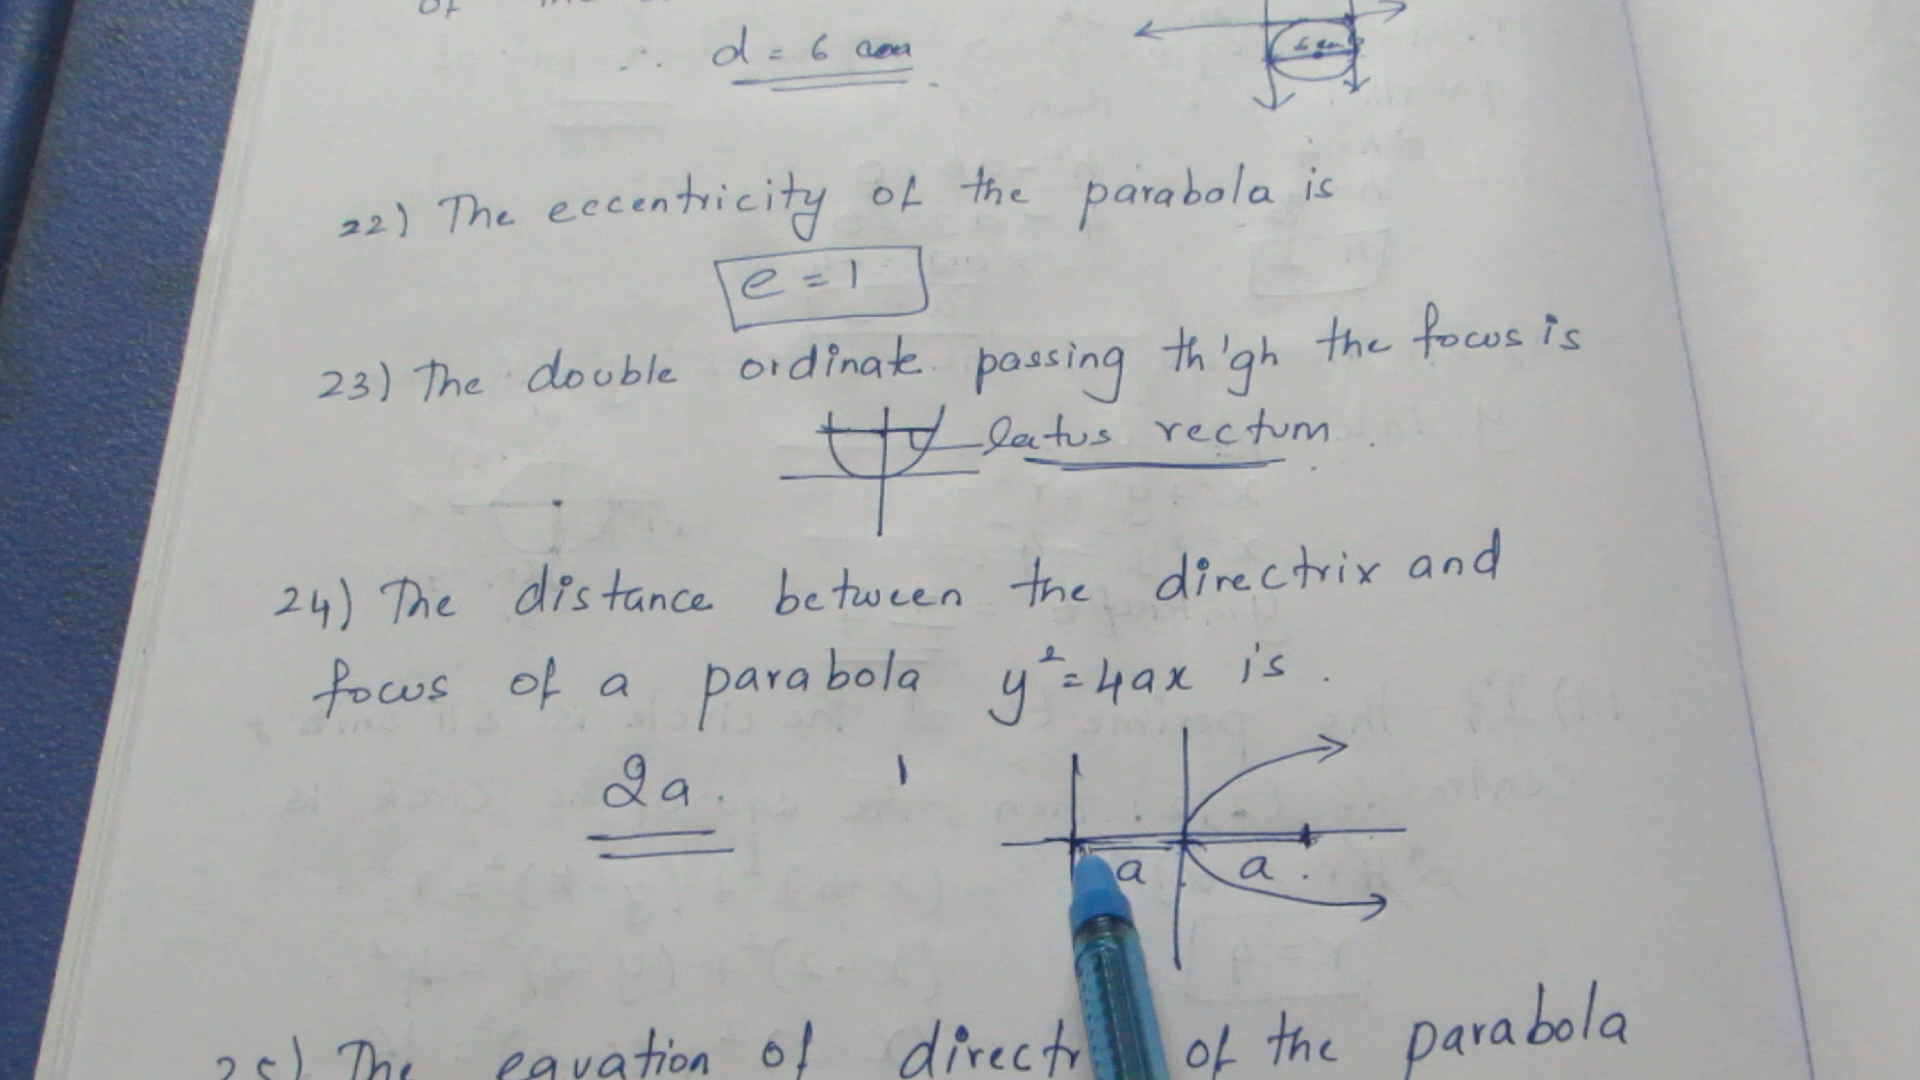 d = 6 cm
22) The eccentricity of the parabola is
e = 1
23) The double ordinate passing th'gh the focus is
latus rectum.
24) The distance between the directrix and
focus of a parabola y² = 4ax is.
2a.
a a.
25) The equation of of the parabola